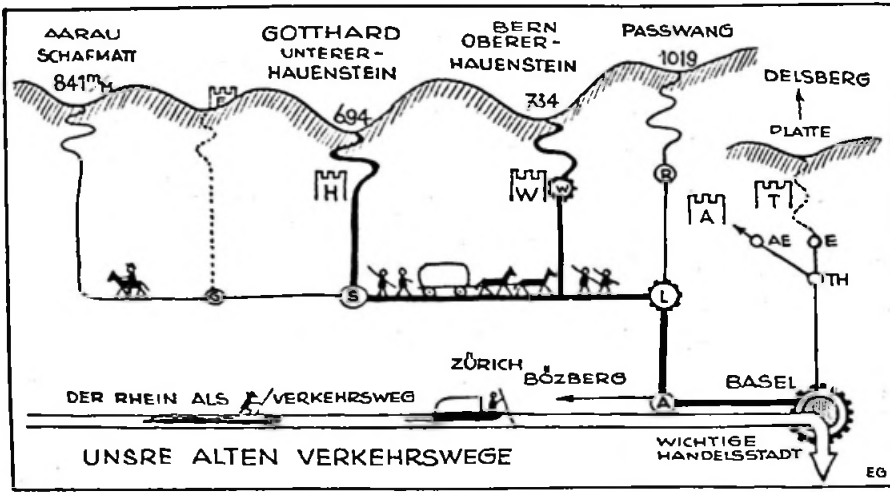 AARAU
SCHAFMATT
841 m/M
GOTTHARD
UNTERER-
HAUENSTEIN
694
BERN
OBERER-
HAUENSTEIN
734
PASSWANG
1019
DELSBERG
PLATTE
F
H
W
W
R
A
T
AE
E
TH
G
S
L
ZÜRICH
BÖZBERG
A
BASEL
DER RHEIN ALS VERKEHRSWEG
UNSRE ALTEN VERKEHRSWEGE
WICHTIGE
HANDELSSTADT
EG